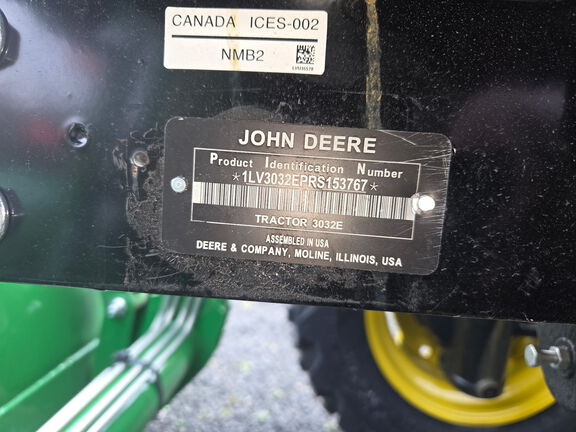 CANADA ICES-002
NMB2
JOHN DEERE
Product Identification Number
*1LV3032EPRS153767*
TRACTOR 3032E
ASSEMBLED IN USA
DEERE & COMPANY, MOLINE, ILLINOIS, USA